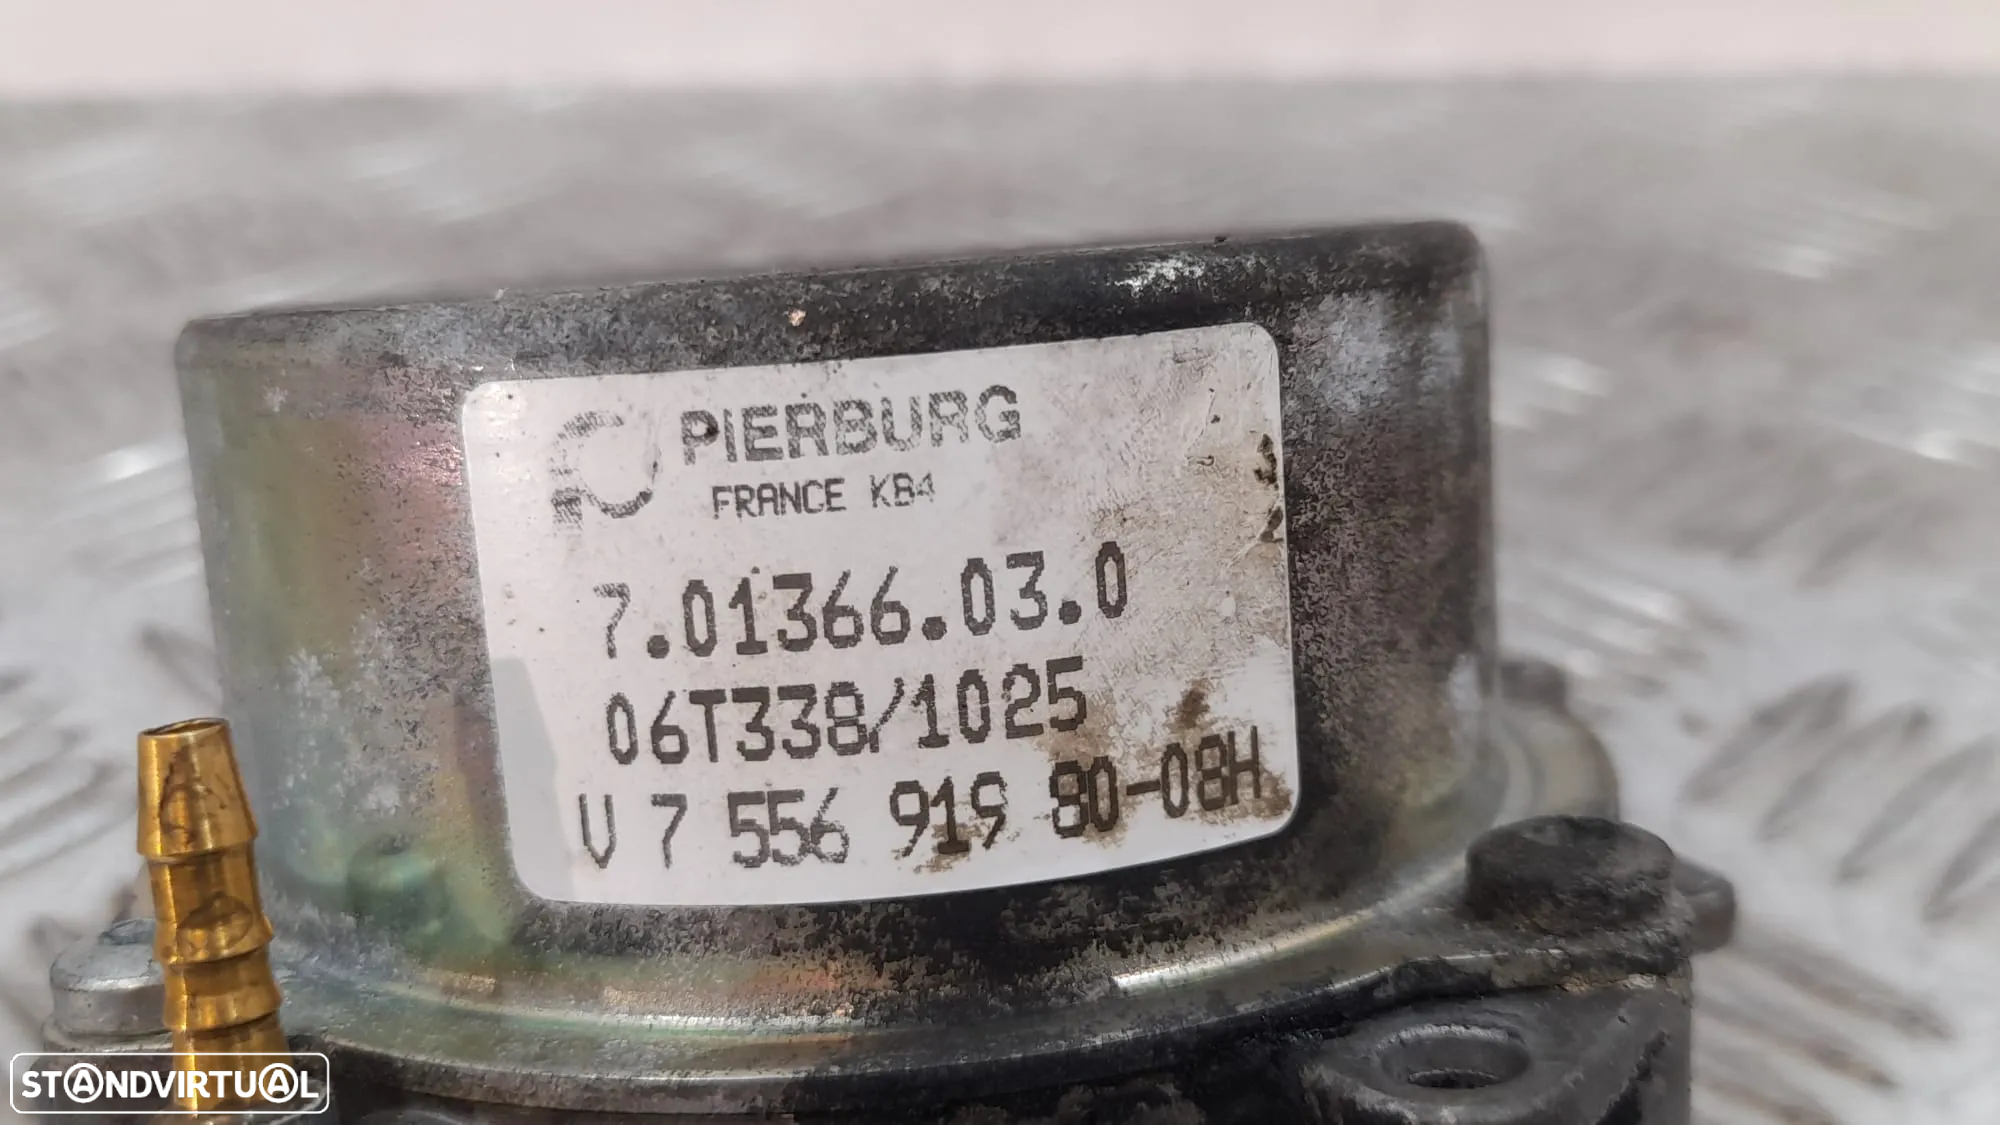 PIERBURG
FRANCE KB4
7.01366.03.0
06T338/1025
V 7 556 919 80-08H
STANDVIRTUAL